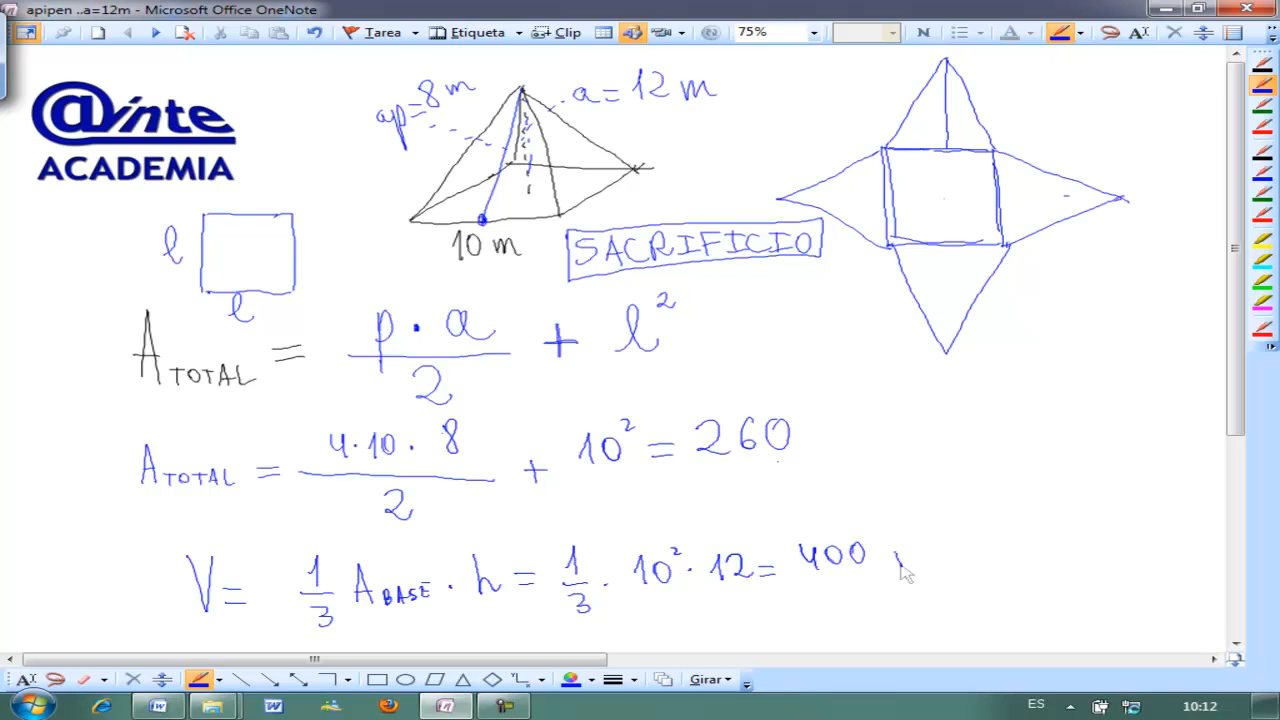 apipen ..a=12m - Microsoft Office OneNote
Tarea Etiqueta Clip 75% N A
@inte
ACADEMIA
ap=8 m
a = 12 m
10 m
SACRIFICIO
l
l
A TOTAL = p · a / 2 + l²
A TOTAL = 4·10 · 8 / 2 + 10² = 260
V = 1/3 A BASE · h = 1/3 · 10² · 12 = 400
Girar
ES 10:12